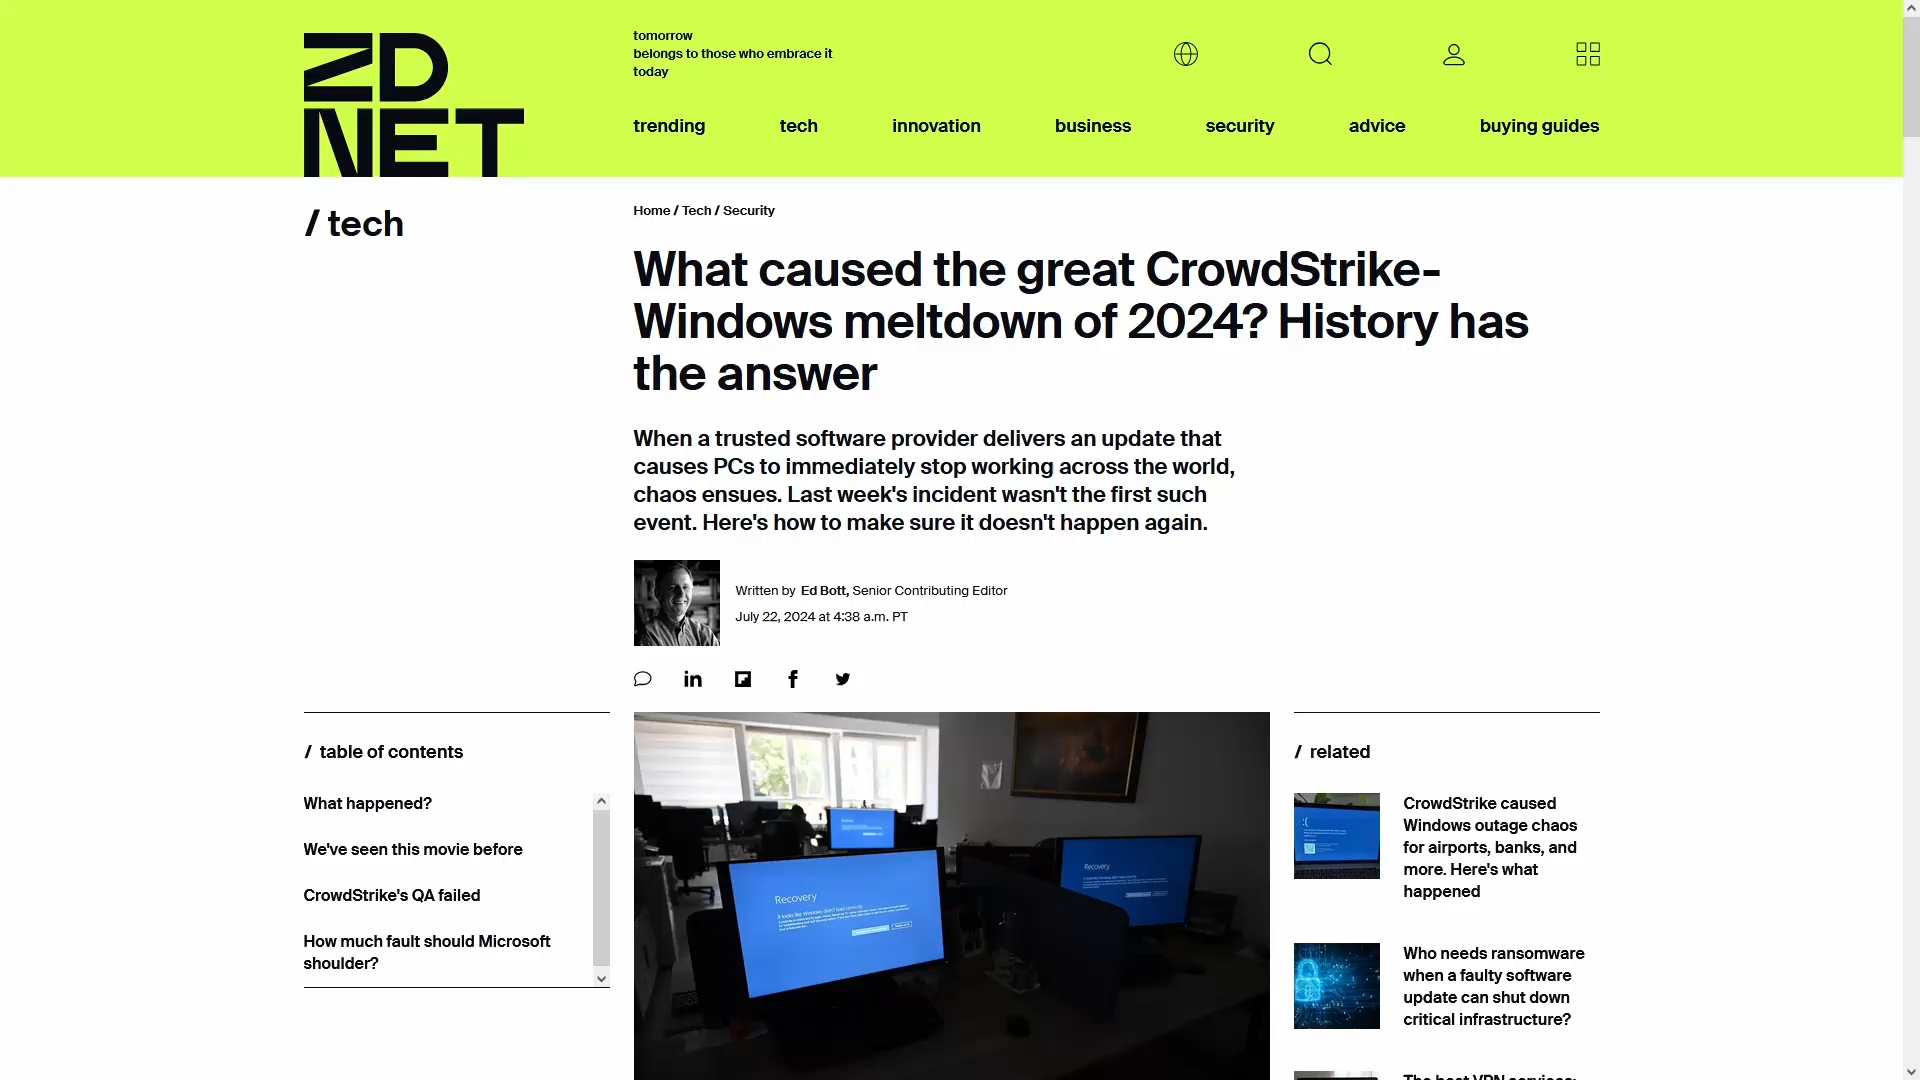 ZD
NET
tomorrow
belongs to those who embrace it
today
trending
tech
innovation
business
security
advice
buying guides
/ tech
Home / Tech / Security
What caused the great CrowdStrike-
Windows meltdown of 2024? History has
the answer
When a trusted software provider delivers an update that
causes PCs to immediately stop working across the world,
chaos ensues. Last week's incident wasn't the first such
event. Here's how to make sure it doesn't happen again.
Written by Ed Bott, Senior Contributing Editor
July 22, 2024 at 4:38 a.m. PT
/ table of contents
What happened?
We've seen this movie before
CrowdStrike's QA failed
How much fault should Microsoft
shoulder?
Recovery
It looks like Windows didn't load correctly
Recovery
/ related
CrowdStrike caused
Windows outage chaos
for airports, banks, and
more. Here's what
happened
Who needs ransomware
when a faulty software
update can shut down
critical infrastructure?
The best VPN services: